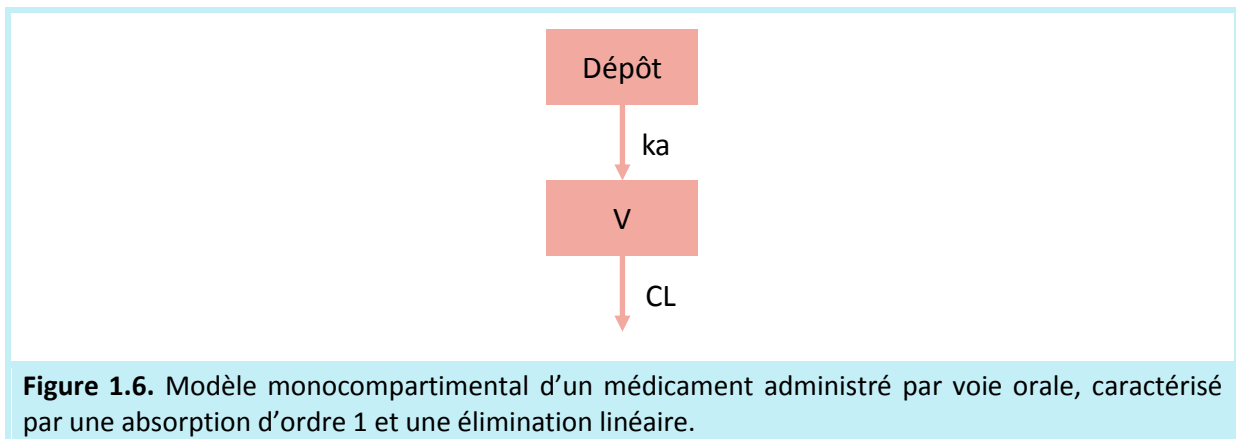 Dépôt
ka
V
CL
Figure 1.6. Modèle monocompartimental d’un médicament administré par voie orale, caractérisé
par une absorption d’ordre 1 et une élimination linéaire.